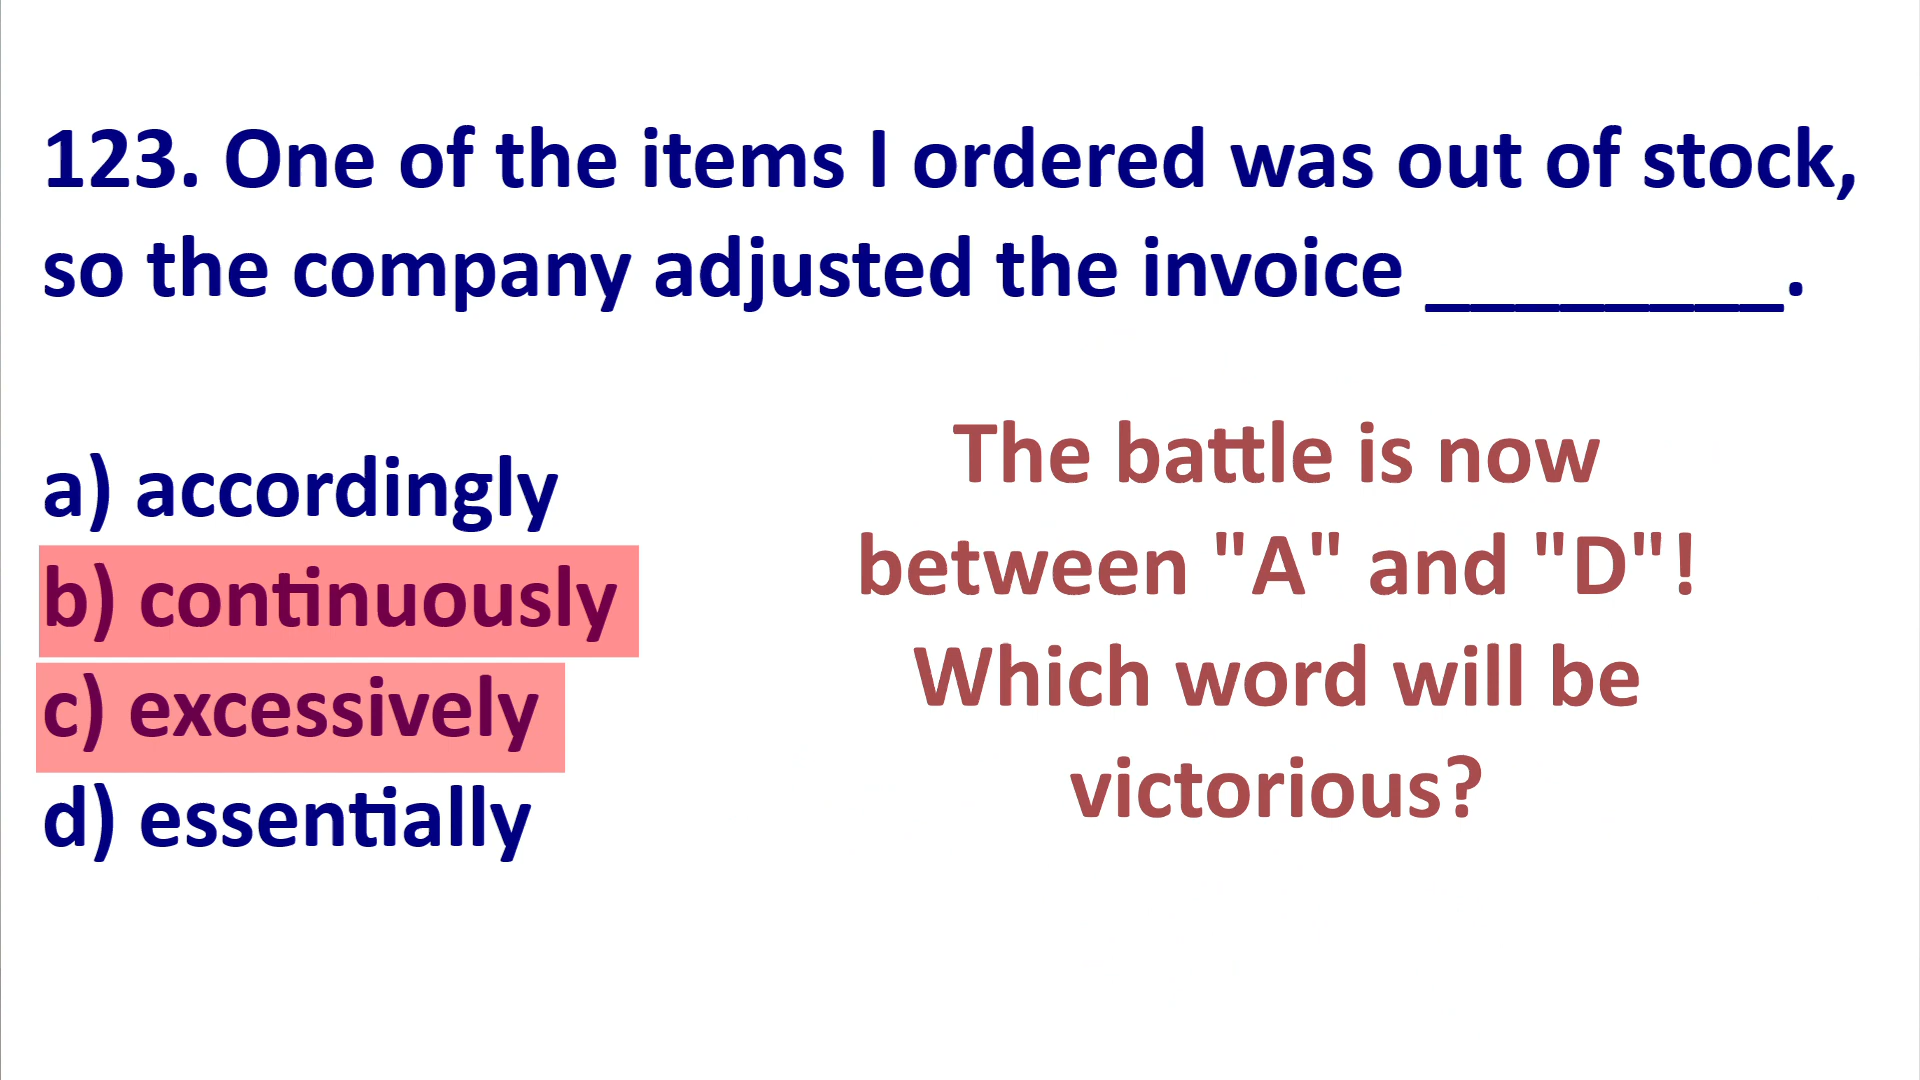 123. One of the items I ordered was out of stock,
so the company adjusted the invoice ________.
a) accordingly
b) continuously
c) excessively
d) essentially
The battle is now
between "A" and "D"!
Which word will be
victorious?